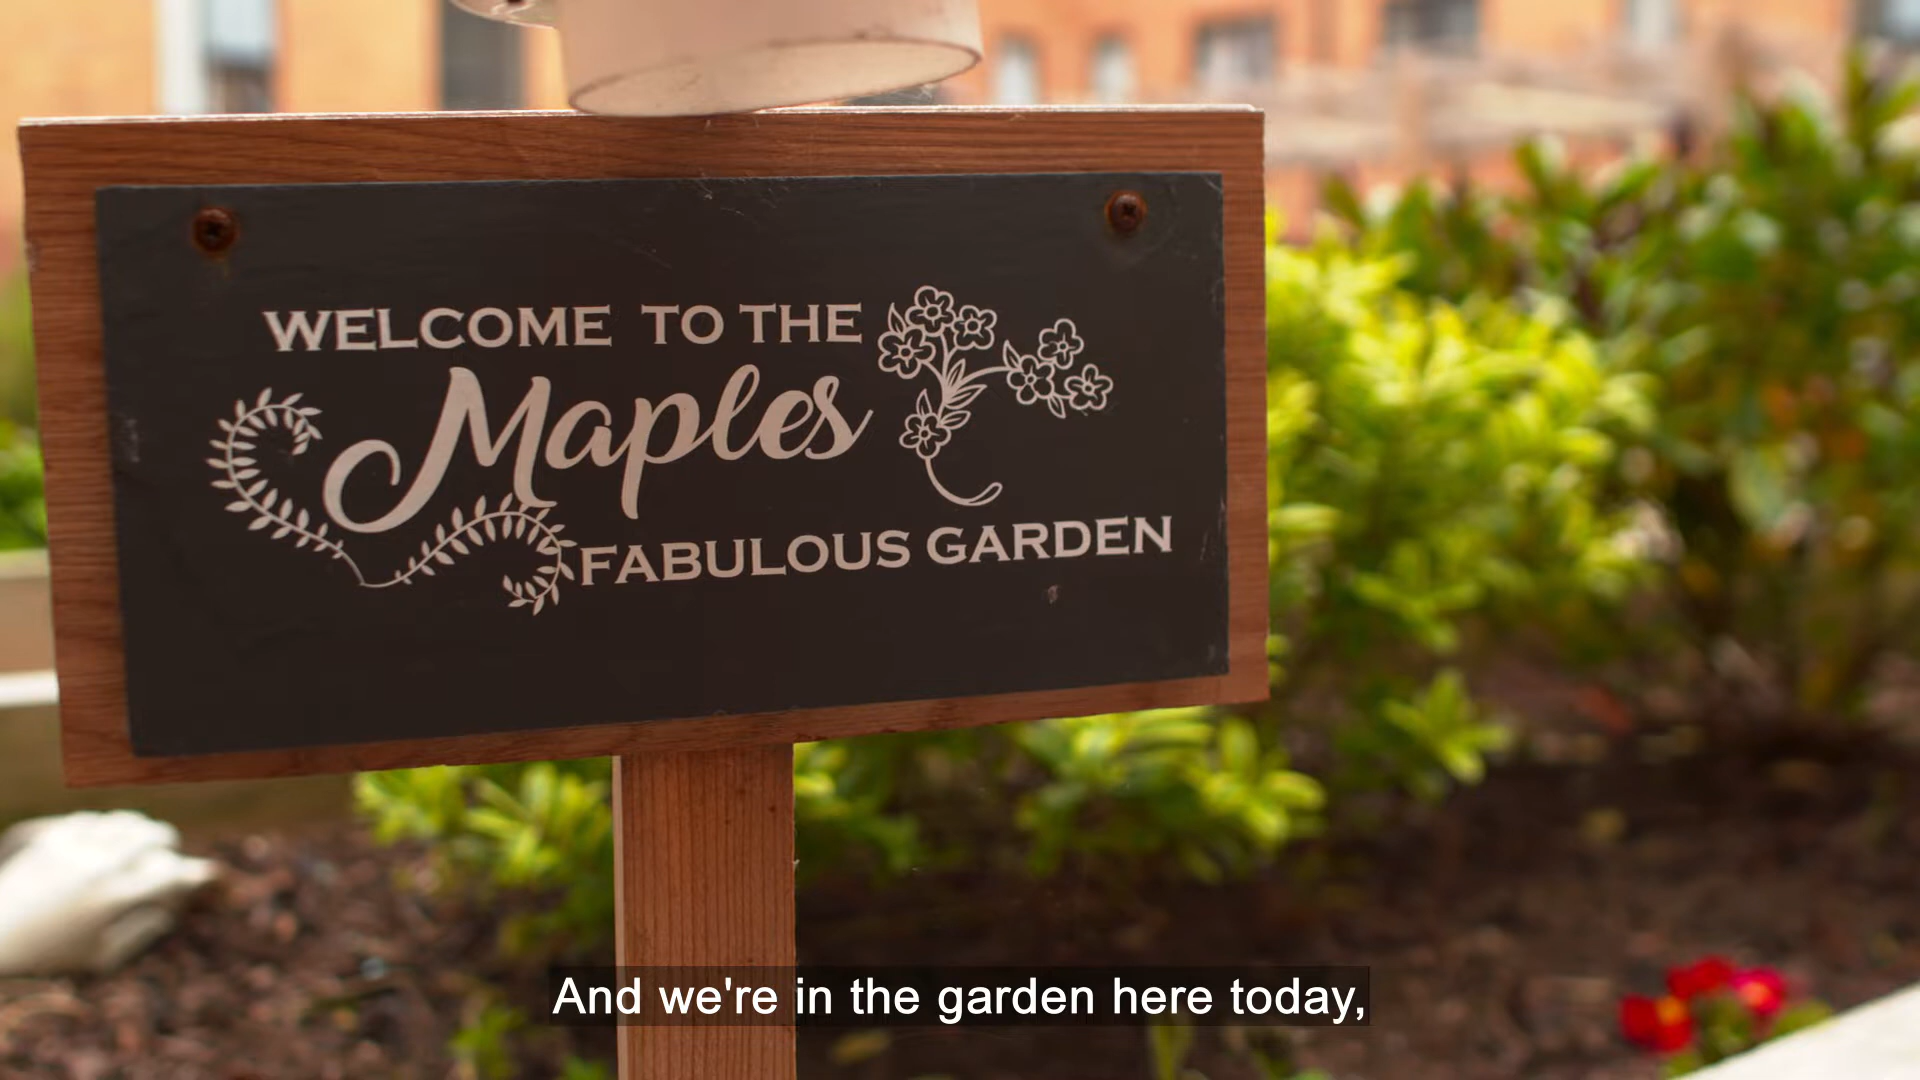 WELCOME TO THE
Maples
FABULOUS GARDEN
And we're in the garden here today,